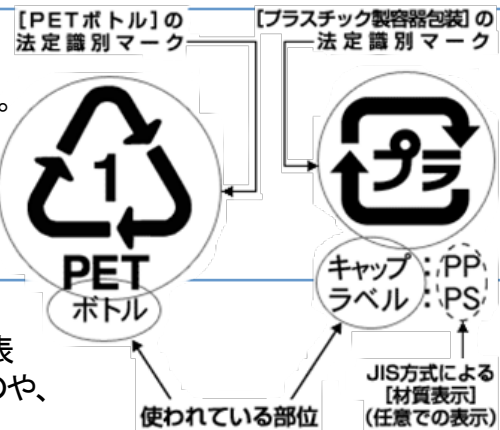 [PETボトル]の
法定識別マーク
[プラスチック製容器包装]の
法定識別マーク
。
1
PET
ボトル
プラ
キャップ：PP
ラベル：PS
表
や、
使われている部位
JIS方式による
[材質表示]
(任意での表示)